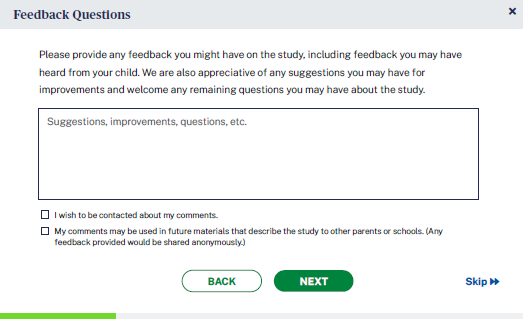 Feedback Questions
Please provide any feedback you might have on the study, including feedback you may have
heard from your child. We are also appreciative of any suggestions you may have for
improvements and welcome any remaining questions you may have about the study.
Suggestions, improvements, questions, etc.
I wish to be contacted about my comments.
My comments may be used in future materials that describe the study to other parents or schools. (Any
feedback provided would be shared anonymously.)
BACK NEXT Skip